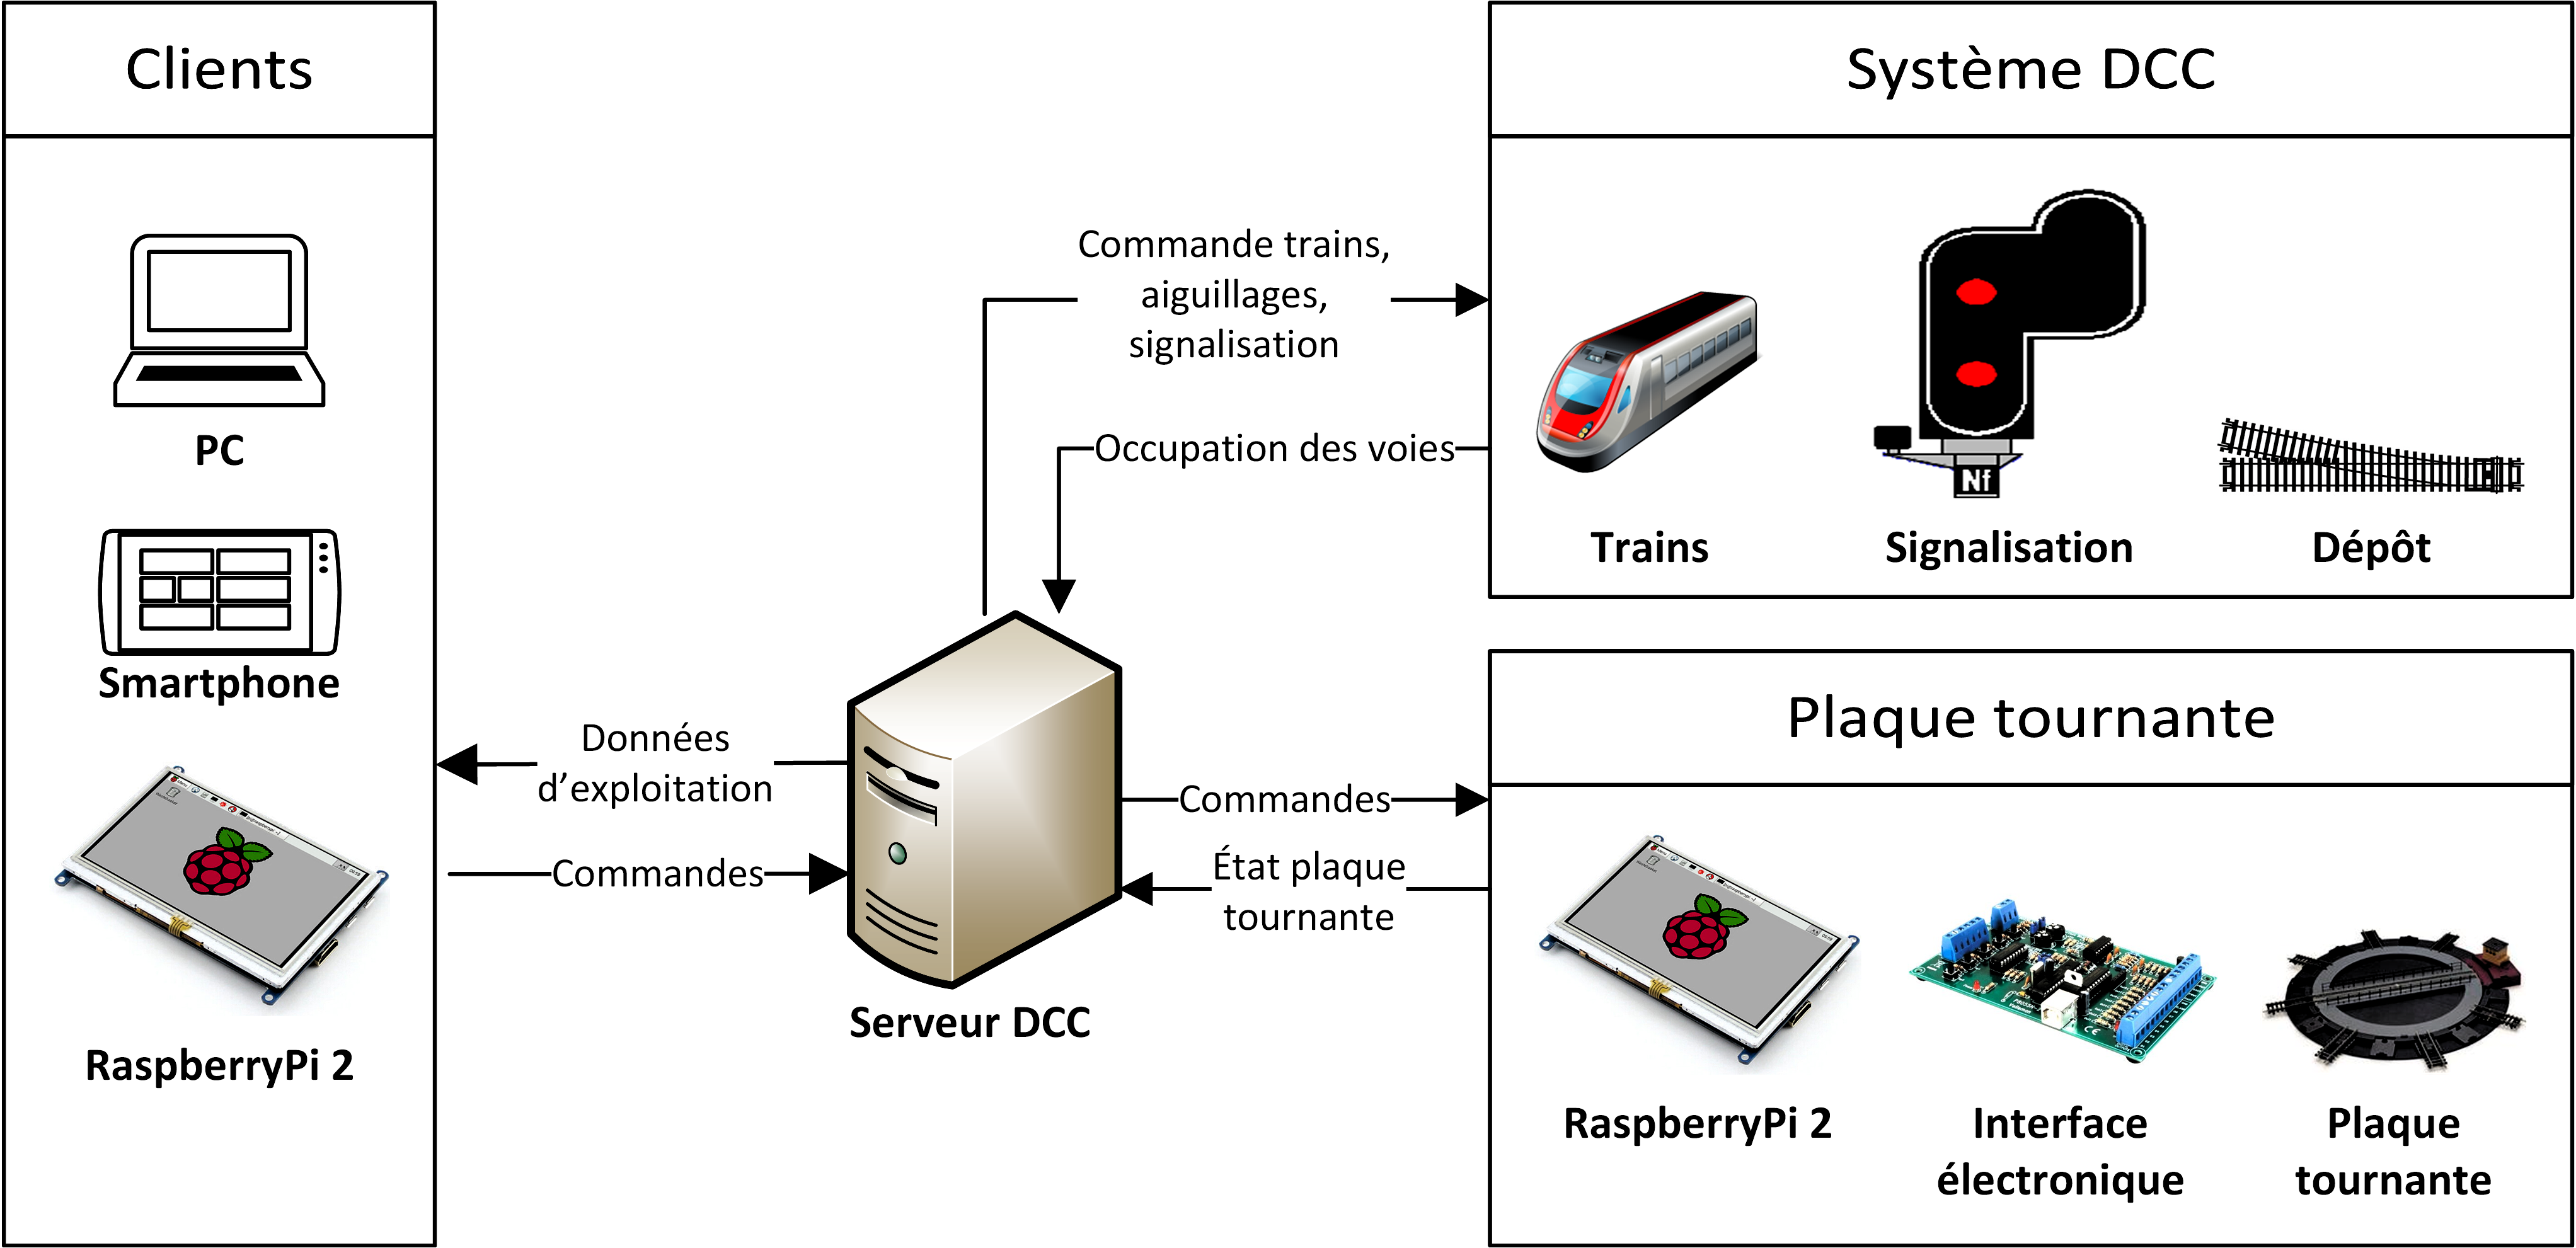 Clients
PC
Smartphone
RaspberryPi 2
Données
d’exploitation
Commandes
Serveur DCC
Commande trains,
aiguillages,
signalisation
Occupation des voies
Commandes
État plaque
tournante
Système DCC
Nf
Trains
Signalisation
Dépôt
Plaque tournante
RaspberryPi 2
Interface
électronique
Plaque
tournante